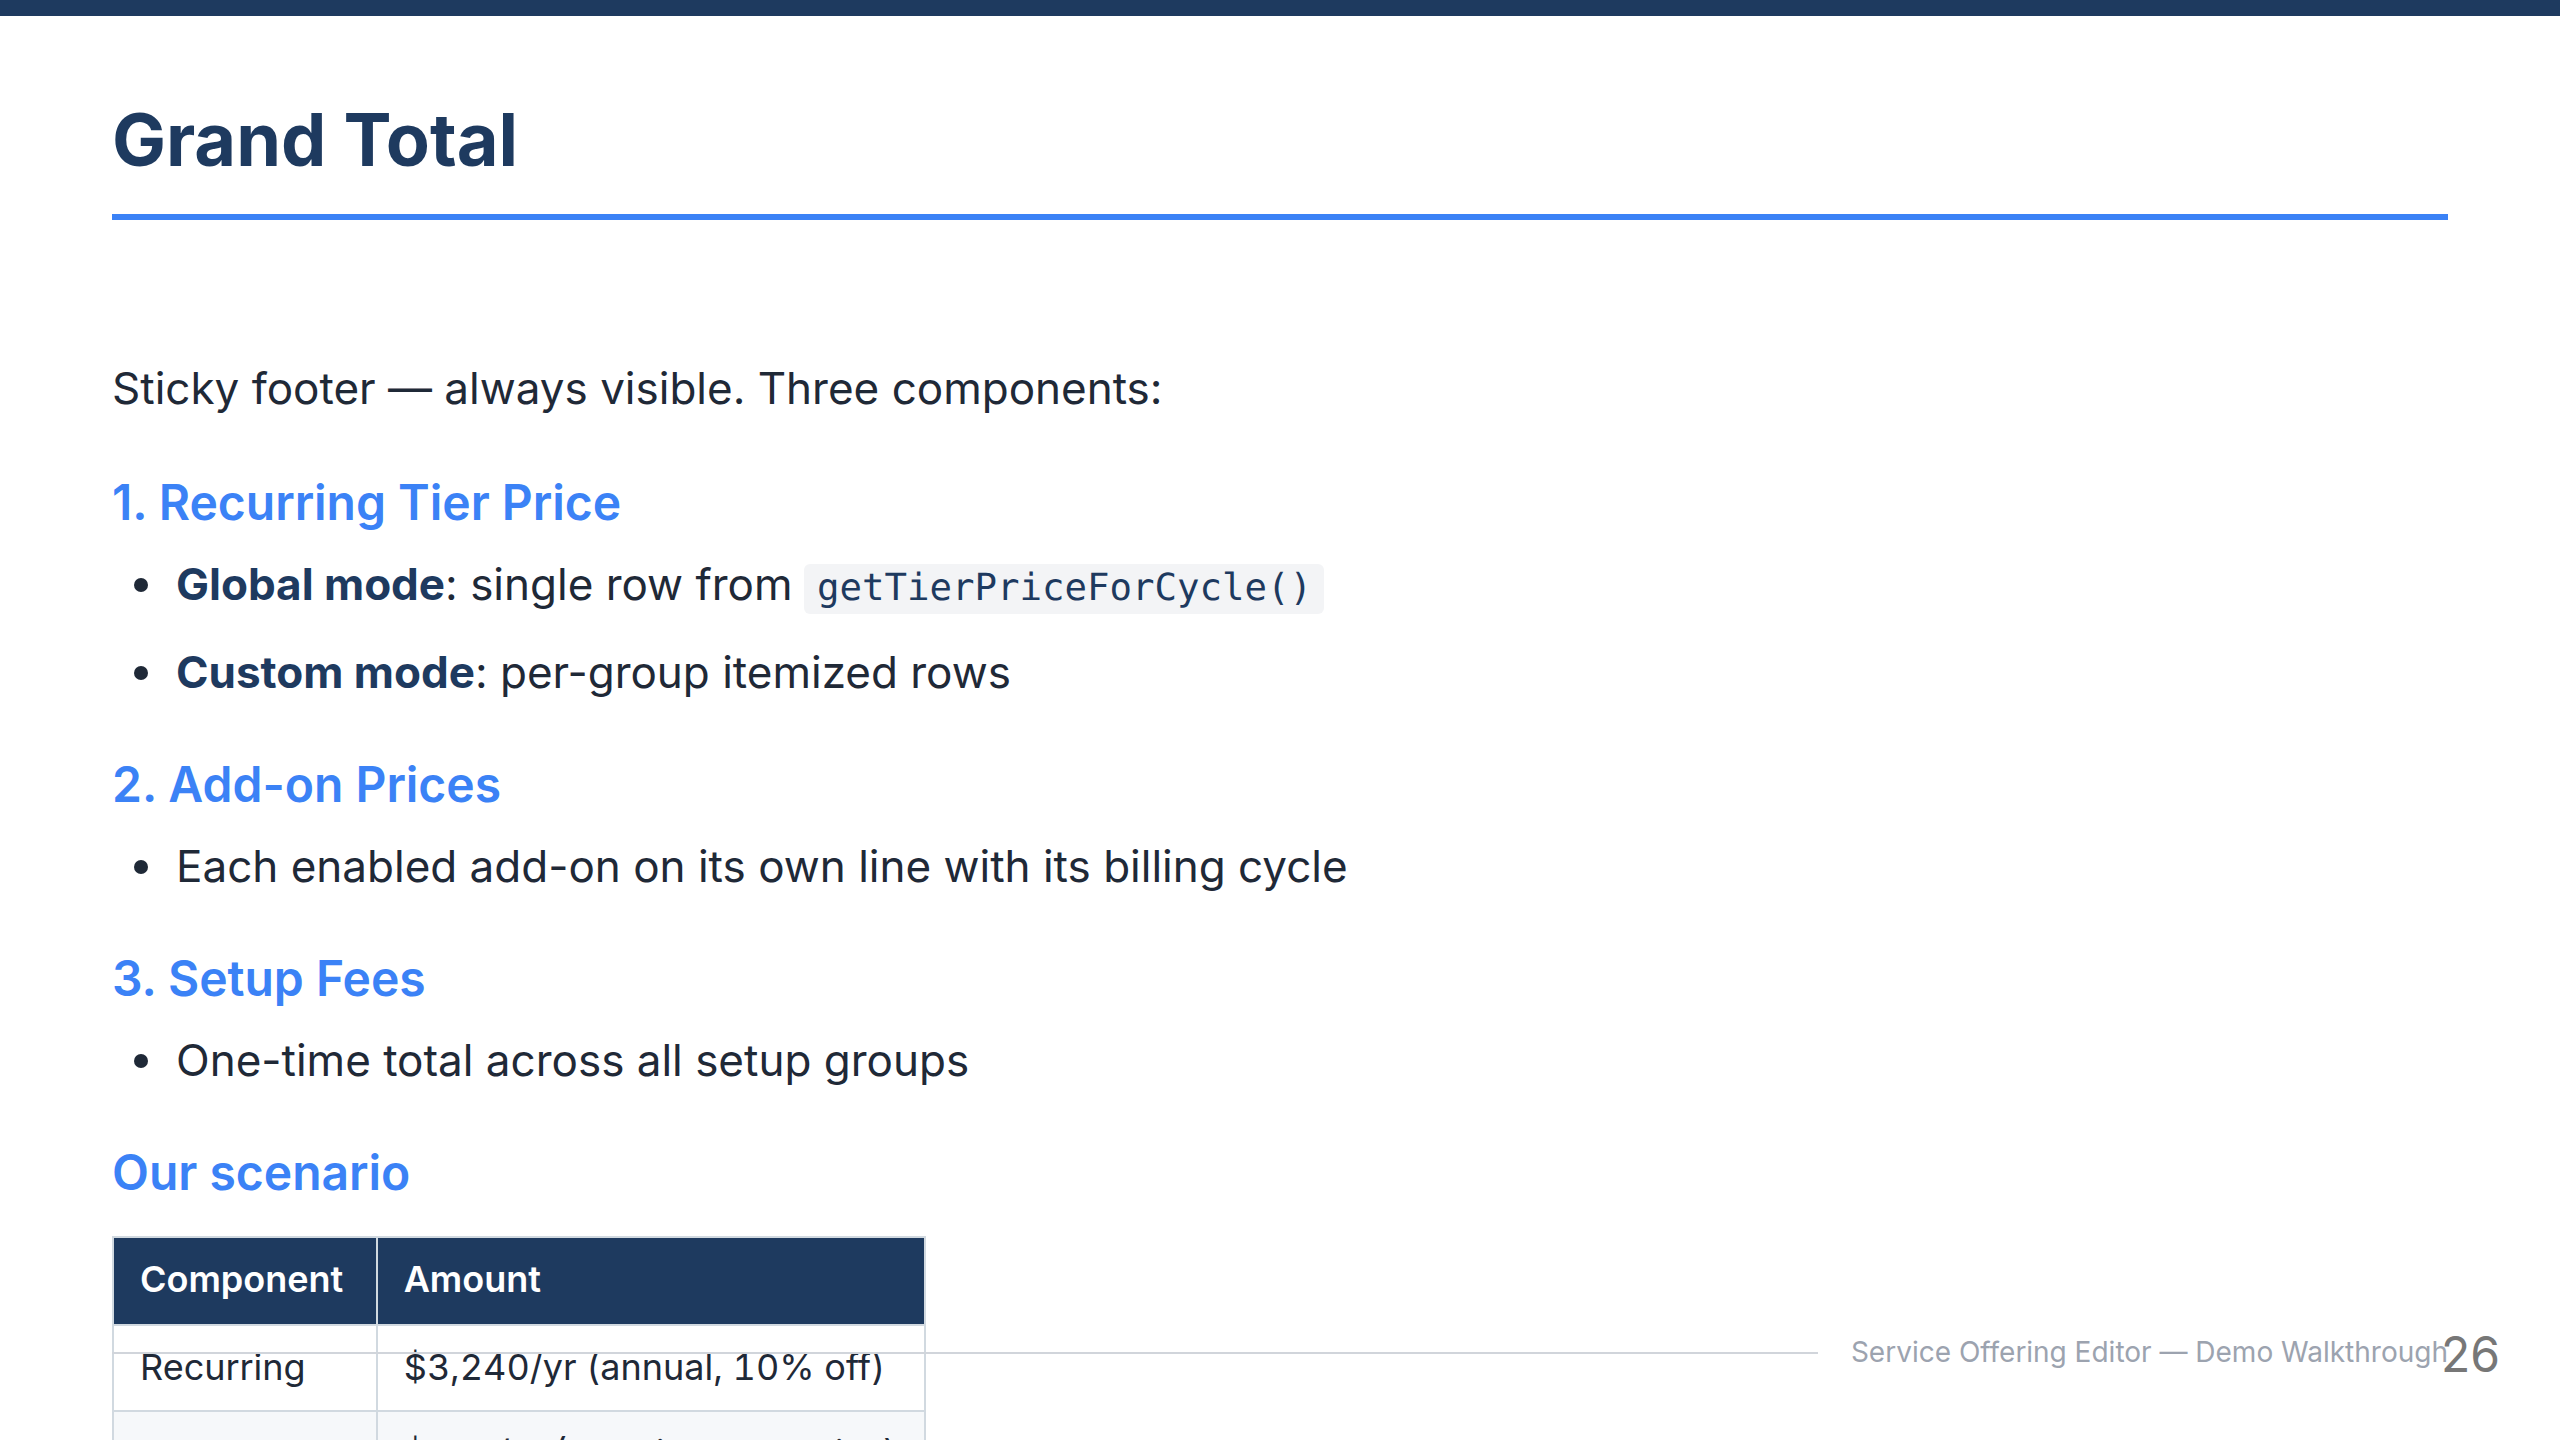 Grand Total
Sticky footer — always visible. Three components:
1. Recurring Tier Price
• Global mode: single row from getTierPriceForCycle()
• Custom mode: per-group itemized rows
2. Add-on Prices
• Each enabled add-on on its own line with its billing cycle
3. Setup Fees
• One-time total across all setup groups
Our scenario
Component Amount
Recurring $3,240/yr (annual, 10% off)
Service Offering Editor — Demo Walkthrough 26